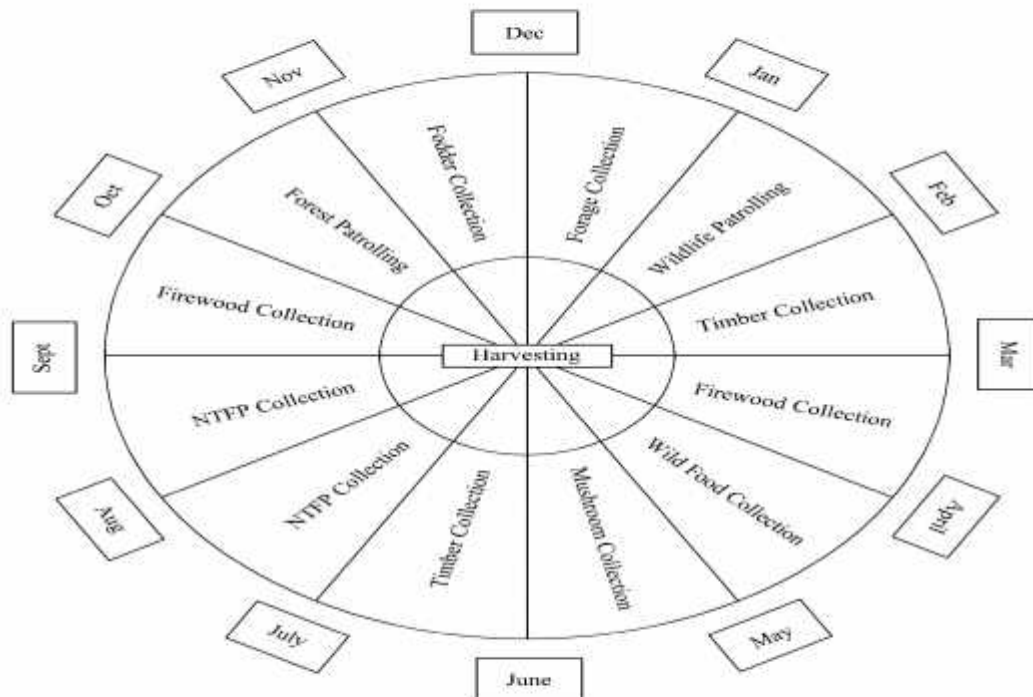 Dec
Jan
Feb
Mar
April
May
June
July
Aug
Sept
Oct
Nov
Forage Collection
Wildlife Patrolling
Timber Collection
Firewood Collection
Wild Food Collection
Mushroom Collection
Timber Collection
NTFP Collection
NTFP Collection
Firewood Collection
Forest Patrolling
Fodder Collection
Harvesting